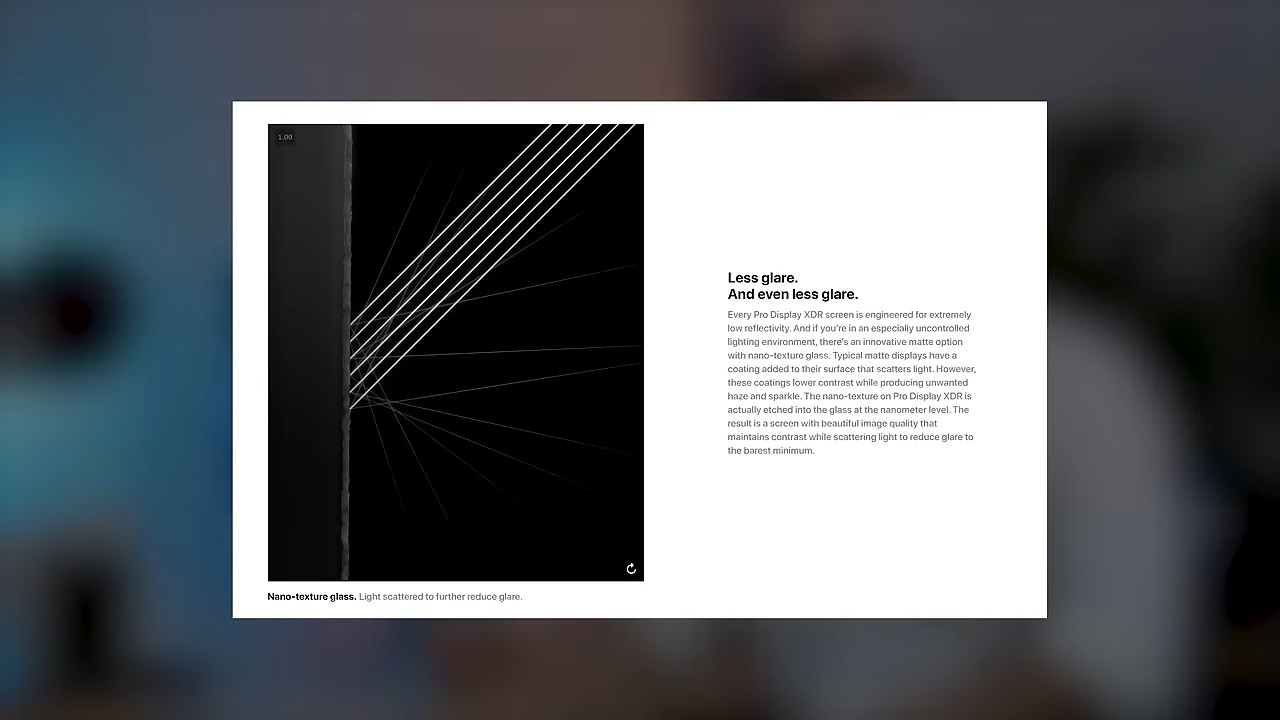 1.00
Less glare.
And even less glare.
Every Pro Display XDR screen is engineered for extremely
low reflectivity. And if you're in an especially uncontrolled
lighting environment, there's an innovative matte option
with nano-texture glass. Typical matte displays have a
coating added to their surface that scatters light. However,
these coatings lower contrast while producing unwanted
haze and sparkle. The nano-texture on Pro Display XDR is
actually etched into the glass at the nanometer level. The
result is a screen with beautiful image quality that
maintains contrast while scattering light to reduce glare to
the barest minimum.
Nano-texture glass. Light scattered to further reduce glare.